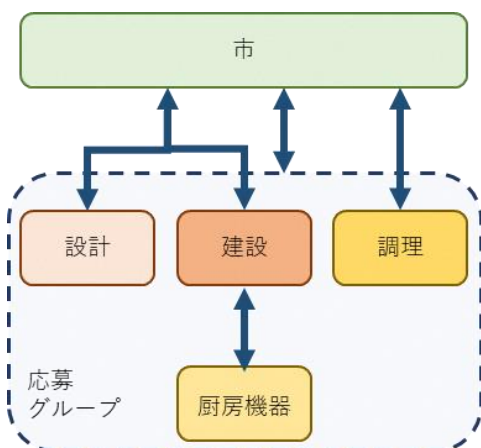 市
設計
建設
調理
応募
グループ
厨房機器